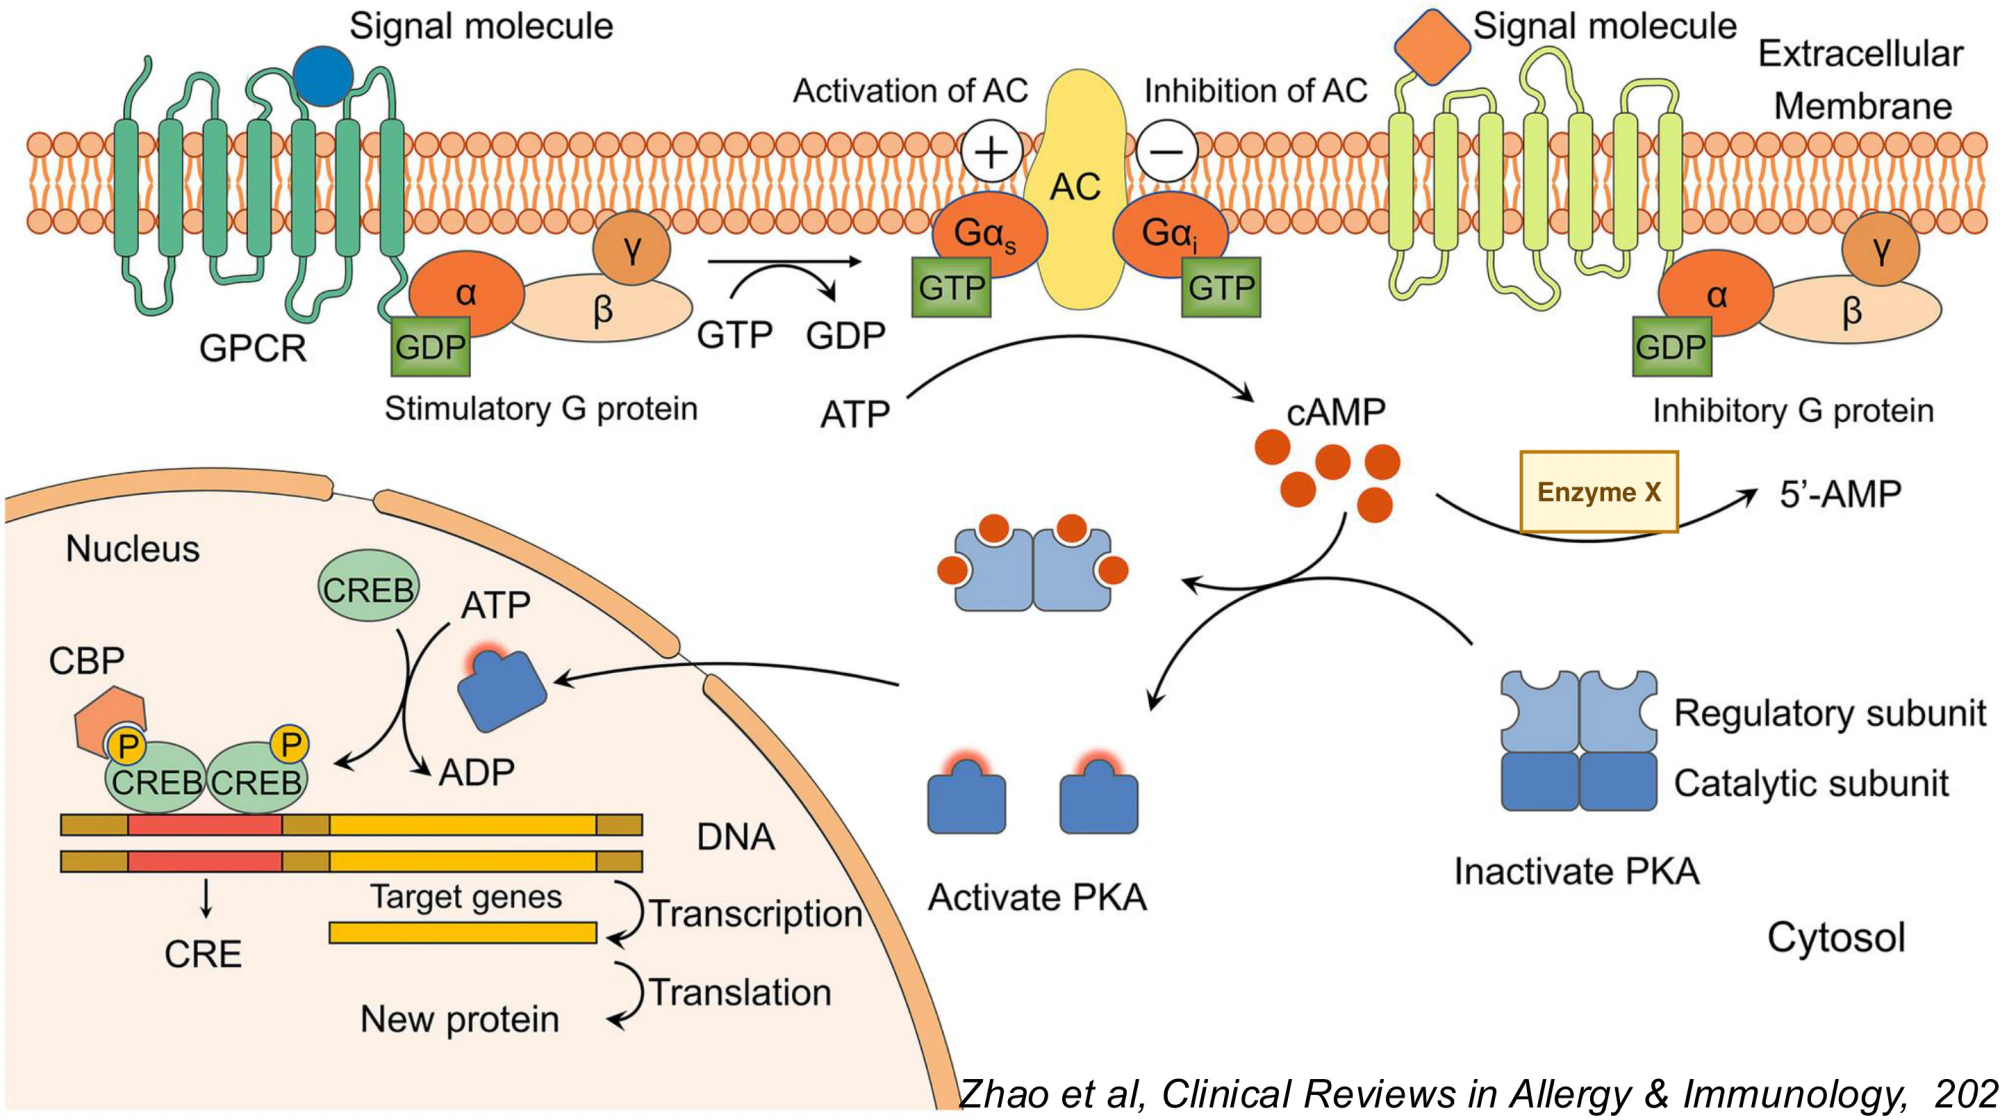 Signal molecule
Signal molecule
Extracellular
Membrane
Activation of AC
Inhibition of AC
+
−
AC
Gαs
Gαi
GTP
GTP
γ
α
β
GDP
GPCR
Stimulatory G protein
GTP
GDP
γ
α
β
GDP
Inhibitory G protein
ATP
cAMP
Enzyme X
5’-AMP
Nucleus
CREB
ATP
CBP
P
P
CREB
CREB
ADP
DNA
Target genes
Transcription
CRE
Translation
New protein
Regulatory subunit
Catalytic subunit
Activate PKA
Inactivate PKA
Cytosol
Zhao et al, Clinical Reviews in Allergy & Immunology, 202